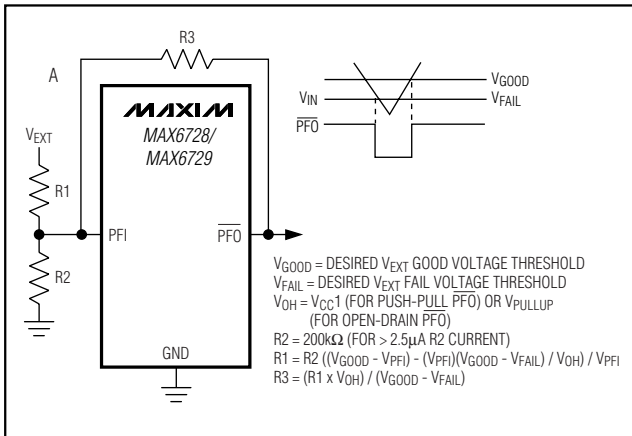 R3
A
MAXIM
MAX6728/
MAX6729
VEXT
R1
PFI
PFO
R2
GND
VGOOD
VIN
VFAIL
PFO
VGOOD = DESIRED VEXT GOOD VOLTAGE THRESHOLD
VFAIL = DESIRED VEXT FAIL VOLTAGE THRESHOLD
VOH = VCC1 (FOR PUSH-PULL PFO) OR VPULLUP
(FOR OPEN-DRAIN PFO)
R2 = 200kΩ (FOR > 2.5µA R2 CURRENT)
R1 = R2 ((VGOOD - VPFI) - (VPFI)(VGOOD - VFAIL) / VOH) / VPFI
R3 = (R1 x VOH) / (VGOOD - VFAIL)